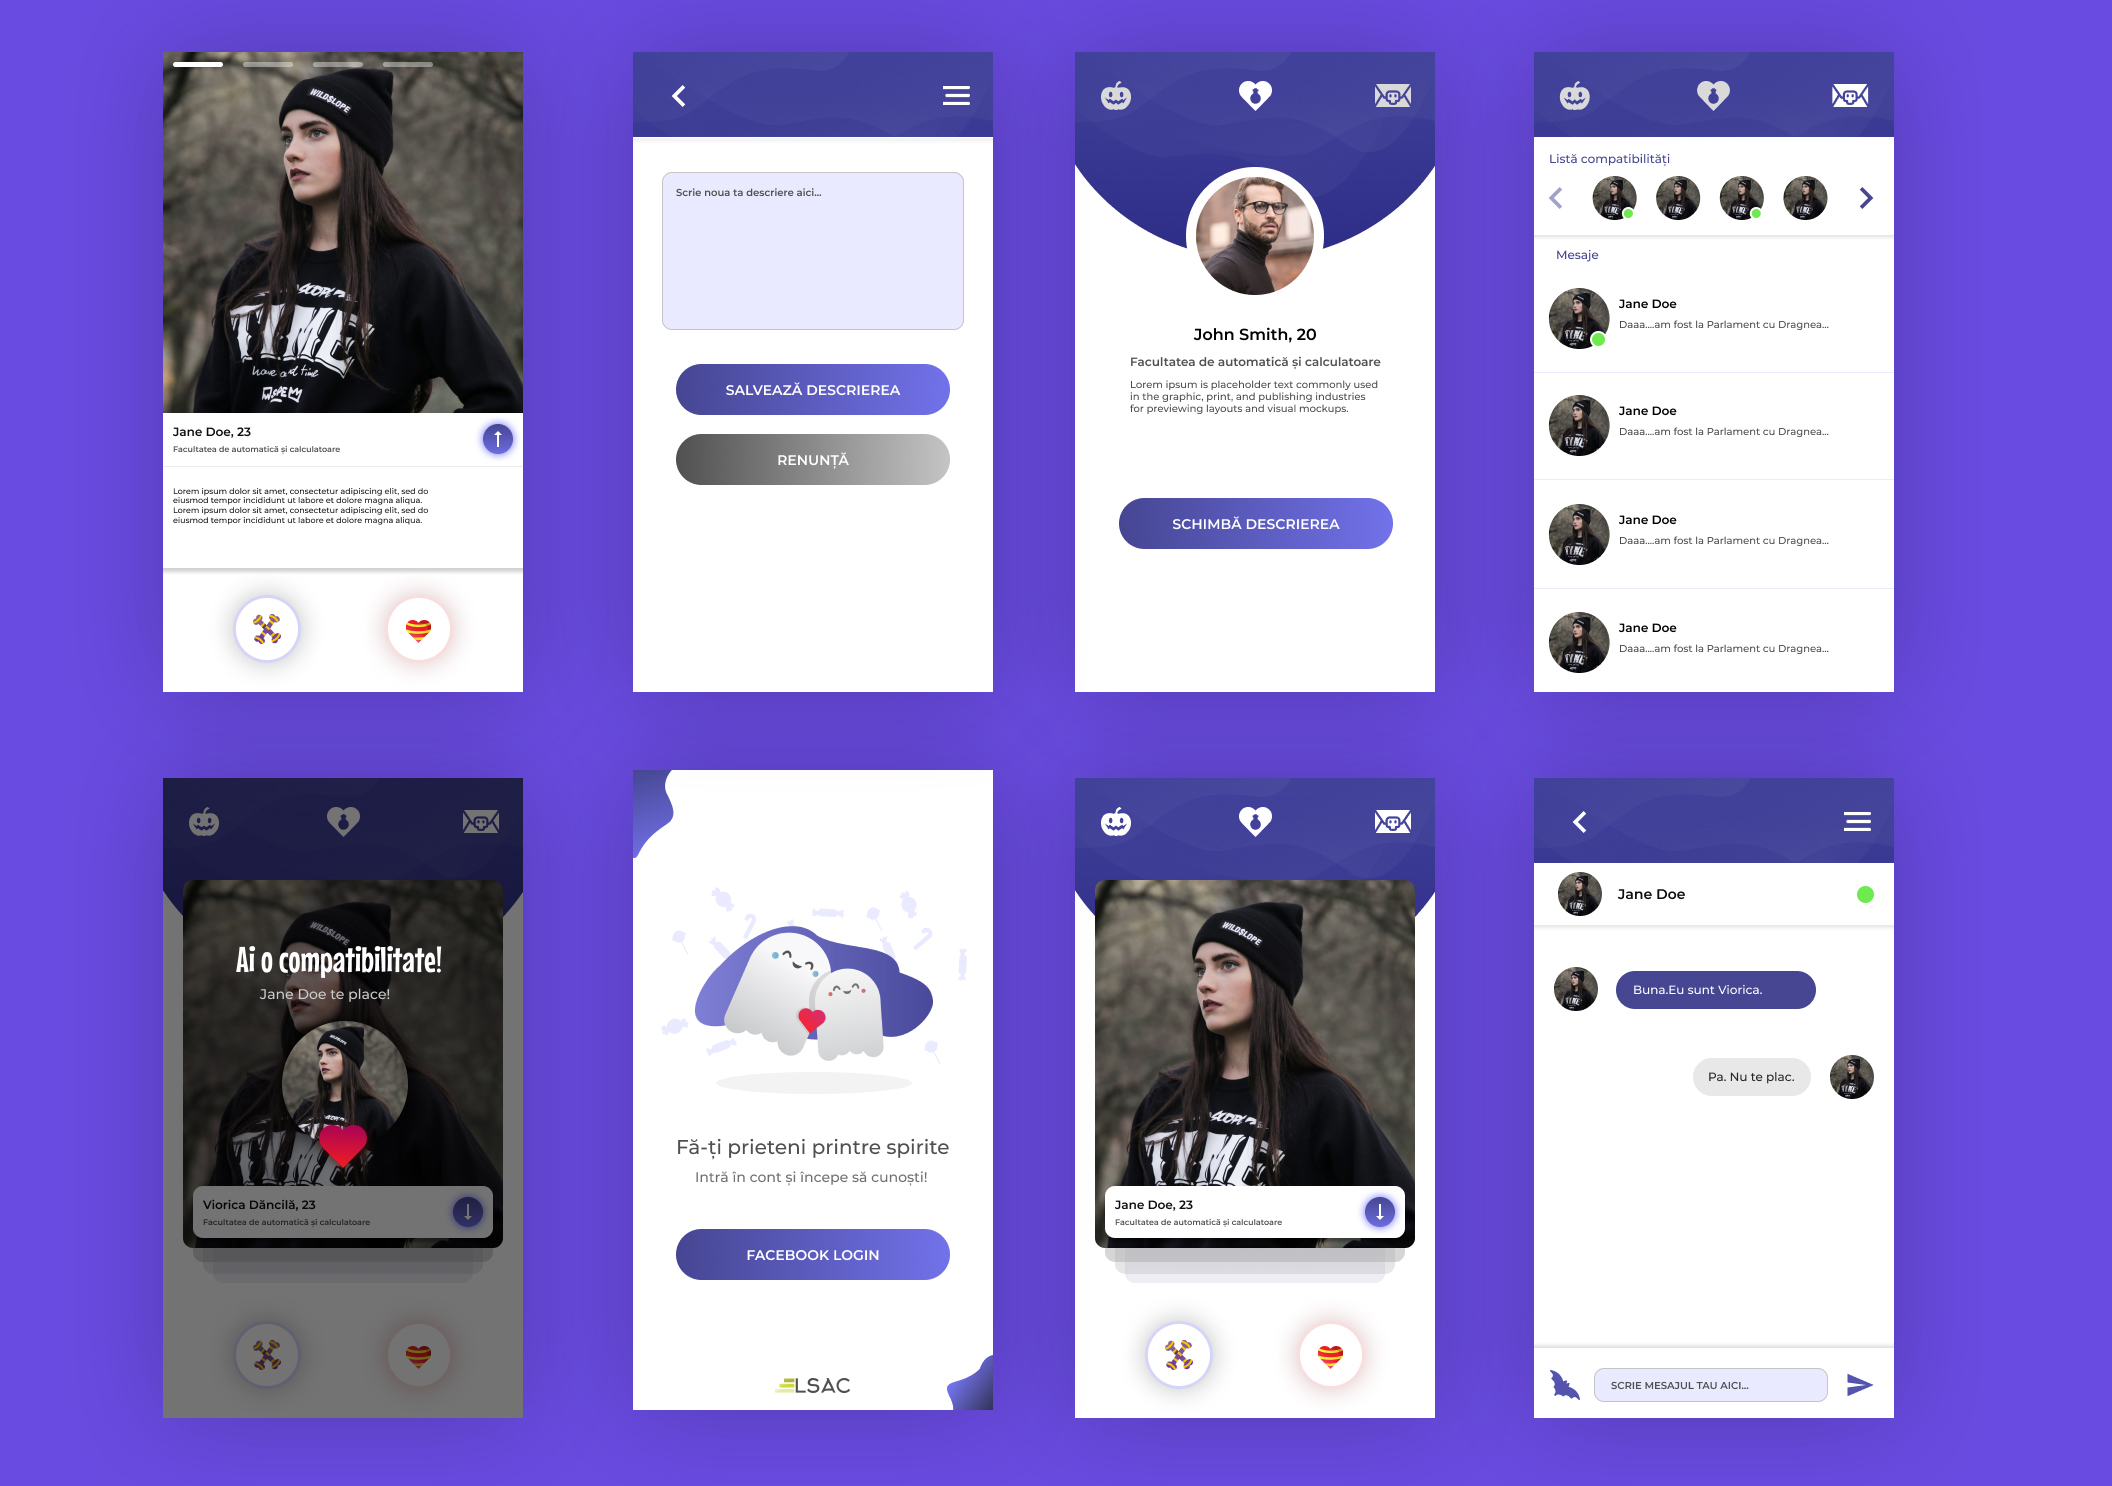 WILD$LOPE
TIME
Jane Doe, 23
Facultatea de automatică și calculatoare
Lorem ipsum dolor sit amet, consectetur adipiscing elit, sed do
eiusmod tempor incididunt ut labore et dolore magna aliqua.
Lorem ipsum dolor sit amet, consectetur adipiscing elit, sed do
eiusmod tempor incididunt ut labore et dolore magna aliqua.
Scrie noua ta descriere aici...
SALVEAZĂ DESCRIEREA
RENUNȚĂ
John Smith, 20
Facultatea de automatică și calculatoare
Lorem ipsum is placeholder text commonly used
in the graphic, print, and publishing industries
for previewing layouts and visual mockups.
SCHIMBĂ DESCRIEREA
Listă compatibilități
Mesaje
Jane Doe
Daaa....am fost la Parlament cu Dragnea...
Jane Doe
Daaa....am fost la Parlament cu Dragnea...
Jane Doe
Daaa....am fost la Parlament cu Dragnea...
Jane Doe
Daaa....am fost la Parlament cu Dragnea...
WILD$LOPE
Ai o compatibilitate!
Jane Doe te place!
TIME
Viorica Dăncilă, 23
Facultatea de automatică și calculatoare
Fă-ți prieteni printre spirite
Intră în cont și începe să cunoști!
FACEBOOK LOGIN
LSAC
WILD$LOPE
TIME
Jane Doe, 23
Facultatea de automatică și calculatoare
Jane Doe
Buna.Eu sunt Viorica.
Pa. Nu te plac.
SCRIE MESAJUL TAU AICI...